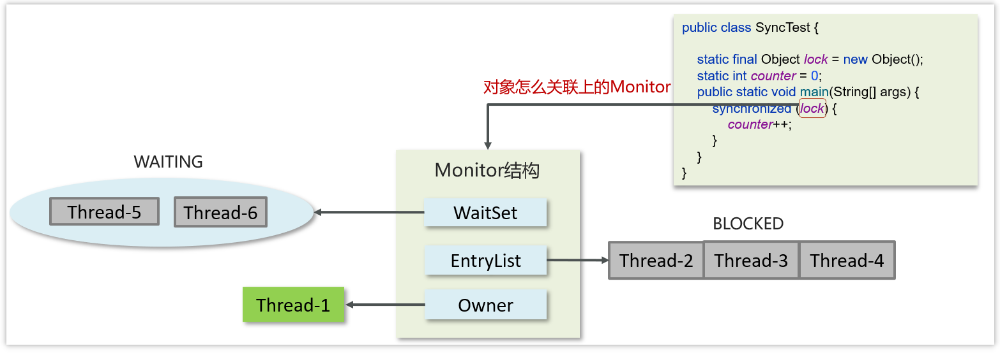 public class SyncTest {
static final Object lock = new Object();
static int counter = 0;
public static void main(String[] args) {
synchronized (lock) {
counter++;
}
}
}
对象怎么关联上的Monitor
WAITING
Thread-5
Thread-6
Monitor结构
WaitSet
EntryList
Owner
BLOCKED
Thread-2
Thread-3
Thread-4
Thread-1